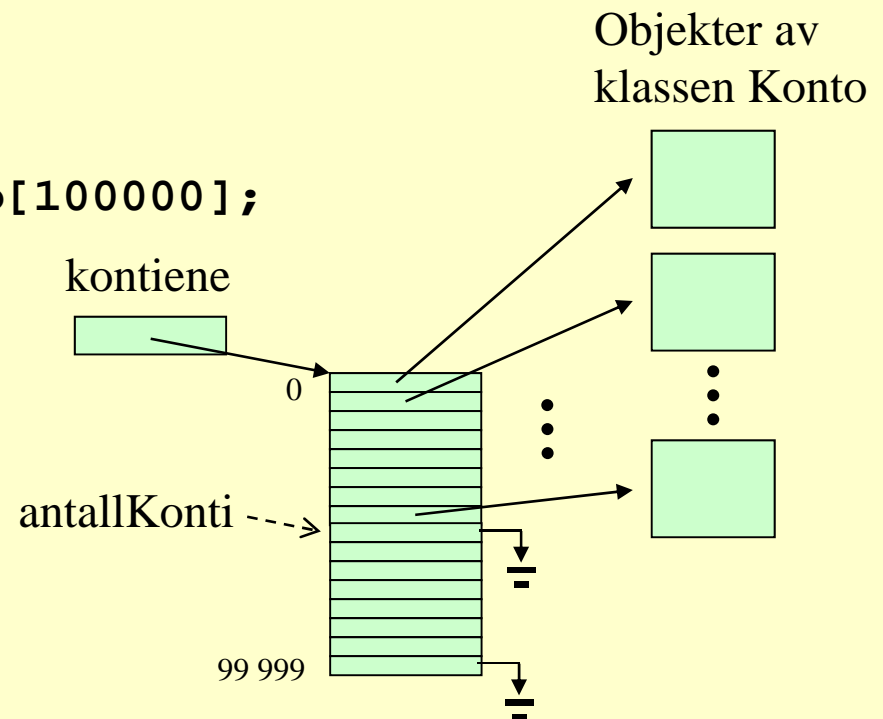 Objekter av
klassen Konto
[100000];
kontiene
0
antallKonti
99 999